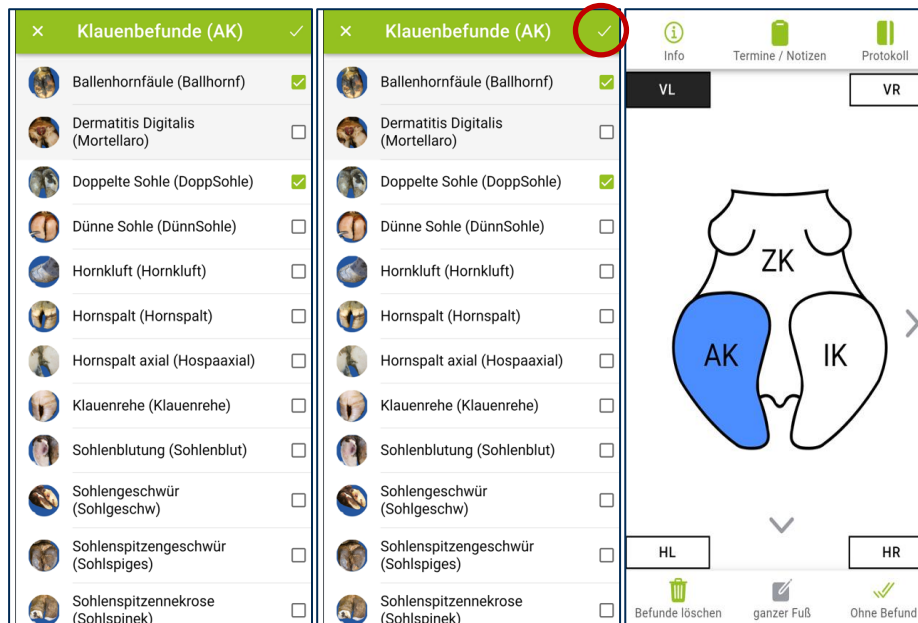 Klauenbefunde (AK)
Ballenhornfäule (Ballhornf)
Dermatitis Digitalis
(Mortellaro)
Doppelte Sohle (DoppSohle)
Dünne Sohle (DünnSohle)
Hornkluft (Hornkluft)
Hornspalt (Hornspalt)
Hornspalt axial (Hospaaxial)
Klauenrehe (Klauenrehe)
Sohlenblutung (Sohlenblut)
Sohlengeschwür
(Sohlgeschw)
Sohlenspitzengeschwür
(Sohlspiges)
Sohlenspitzennekrose
(Sohlspinek)
Klauenbefunde (AK)
Ballenhornfäule (Ballhornf)
Dermatitis Digitalis
(Mortellaro)
Doppelte Sohle (DoppSohle)
Dünne Sohle (DünnSohle)
Hornkluft (Hornkluft)
Hornspalt (Hornspalt)
Hornspalt axial (Hospaaxial)
Klauenrehe (Klauenrehe)
Sohlenblutung (Sohlenblut)
Sohlengeschwür
(Sohlgeschw)
Sohlenspitzengeschwür
(Sohlspiges)
Sohlenspitzennekrose
(Sohlspinek)
Info Termine / Notizen Protokoll
VL VR
ZK
AK IK
HL HR
Befunde löschen ganzer Fuß Ohne Befund